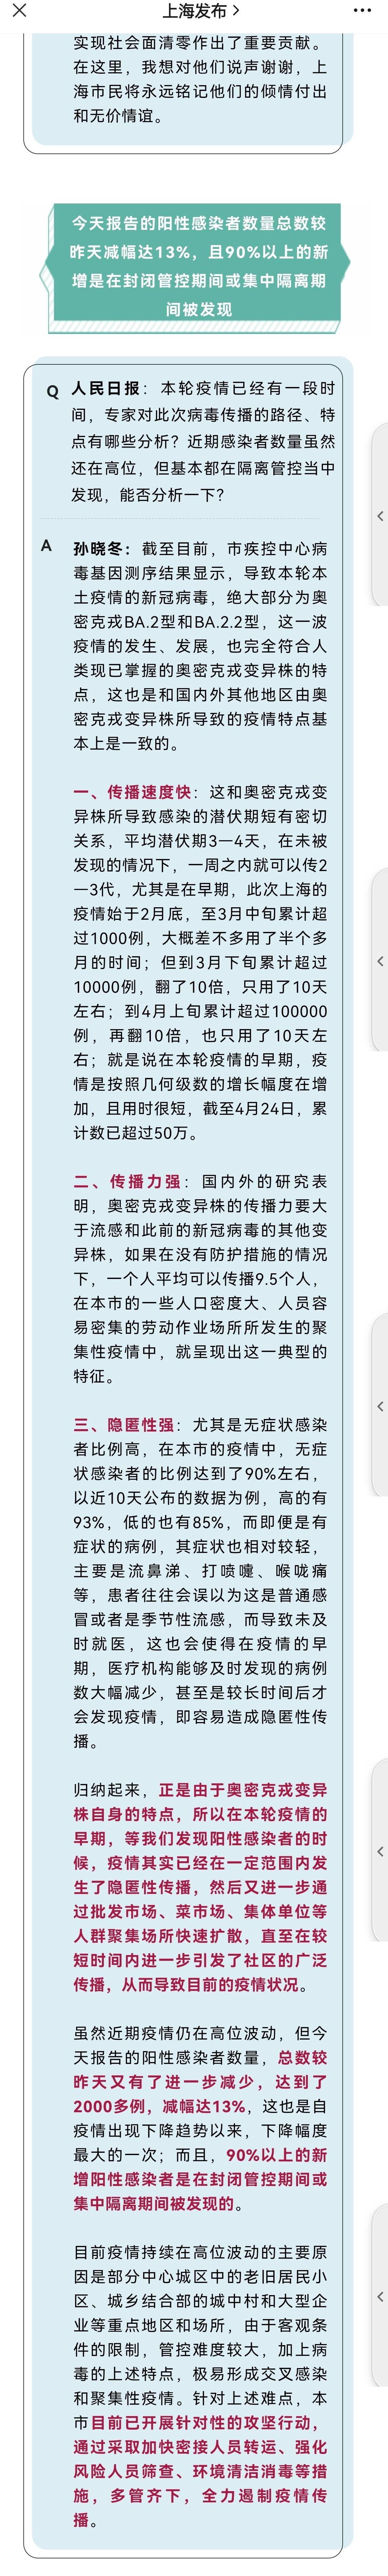 上海发布
实现社会面清零作出了重要贡献。
在这里，我想对他们说声谢谢，上
海市民将永远铭记他们的倾情付出
和无价情谊。
今天报告的阳性感染者数量总数较
昨天减幅达13%，且90%以上的新
增是在封闭管控期间或集中隔离期
间被发现
Q 人民日报：本轮疫情已经有一段时
间，专家对此次病毒传播的路径、特
点有哪些分析？近期感染者数量虽然
还在高位，但基本都在隔离管控当中
发现，能否分析一下？
A 孙晓冬：截至目前，市疾控中心病
毒基因测序结果显示，导致本轮本
土疫情的新冠病毒，绝大部分为奥
密克戎BA.2型和BA.2.2型，这一波
疫情的发生、发展，也完全符合人
类现已掌握的奥密克戎变异株的特
点，这也是和国内外其他地区由奥
密克戎变异株所导致的疫情特点基
本上是一致的。
一、传播速度快：这和奥密克戎变
异株所导致感染的潜伏期短有密切
关系，平均潜伏期3—4天，在未被
发现的情况下，一周之内就可以传2
—3代，尤其是在早期，此次上海的
疫情始于2月底，至3月中旬累计超
过1000例，大概差不多用了半个多
月的时间；但到3月下旬累计超过
10000例，翻了10倍，只用了10天
左右；到4月上旬累计超过100000
例，再翻10倍，也只用了10天左
右；就是说在本轮疫情的早期，疫
情是按照几何级数的增长幅度在增
加，且用时很短，截至4月24日，累
计数已超过50万。
二、传播力强：国内外的研究表
明，奥密克戎变异株的传播力要大
于流感和此前的新冠病毒的其他变
异株，如果在没有防护措施的情况
下，一个人平均可以传播9.5个人，
在本市的一些人口密度大、人员容
易密集的劳动作业场所所发生的聚
集性疫情中，就呈现出这一典型的
特征。
三、隐匿性强：尤其是无症状感染
者比例高，在本市的疫情中，无症
状感染者的比例达到了90%左右，
以近10天公布的数据为例，高的有
93%，低的也有85%，而即便是有
症状的病例，其症状也相对较轻，
主要是流鼻涕、打喷嚏、喉咙痛
等，患者往往会误以为这是普通感
冒或者是季节性流感，而导致未及
时就医，这也会使得在疫情的早
期，医疗机构能够及时发现的病例
数大幅减少，甚至是较长时间后才
会发现疫情，即容易造成隐匿性传
播。
归纳起来，正是由于奥密克戎变异
株自身的特点，所以在本轮疫情的
早期，等我们发现阳性感染者的时
候，疫情其实已经在一定范围内发
生了隐匿性传播，然后又进一步通
过批发市场、菜市场、集体单位等
人群聚集场所快速扩散，直至在较
短时间内进一步引发了社区的广泛
传播，从而导致目前的疫情状况。
虽然近期疫情仍在高位波动，但今
天报告的阳性感染者数量，总数较
昨天又有了进一步减少，达到了
2000多例，减幅达13%，这也是自
疫情出现下降趋势以来，下降幅度
最大的一次；而且，90%以上的新
增阳性感染者是在封闭管控期间或
集中隔离期间被发现的。
目前疫情持续在高位波动的主要原
因是部分中心城区中的老旧居民小
区、城乡结合部的城中村和大型企
业等重点地区和场所，由于客观条
件的限制，管控难度较大，加上病
毒的上述特点，极易形成交叉感染
和聚集性疫情。针对上述难点，本
市目前已开展针对性的攻坚行动，
通过采取加快密接人员转运、强化
风险人员筛查、环境清洁消毒等措
施，多管齐下，全力遏制疫情传
播。